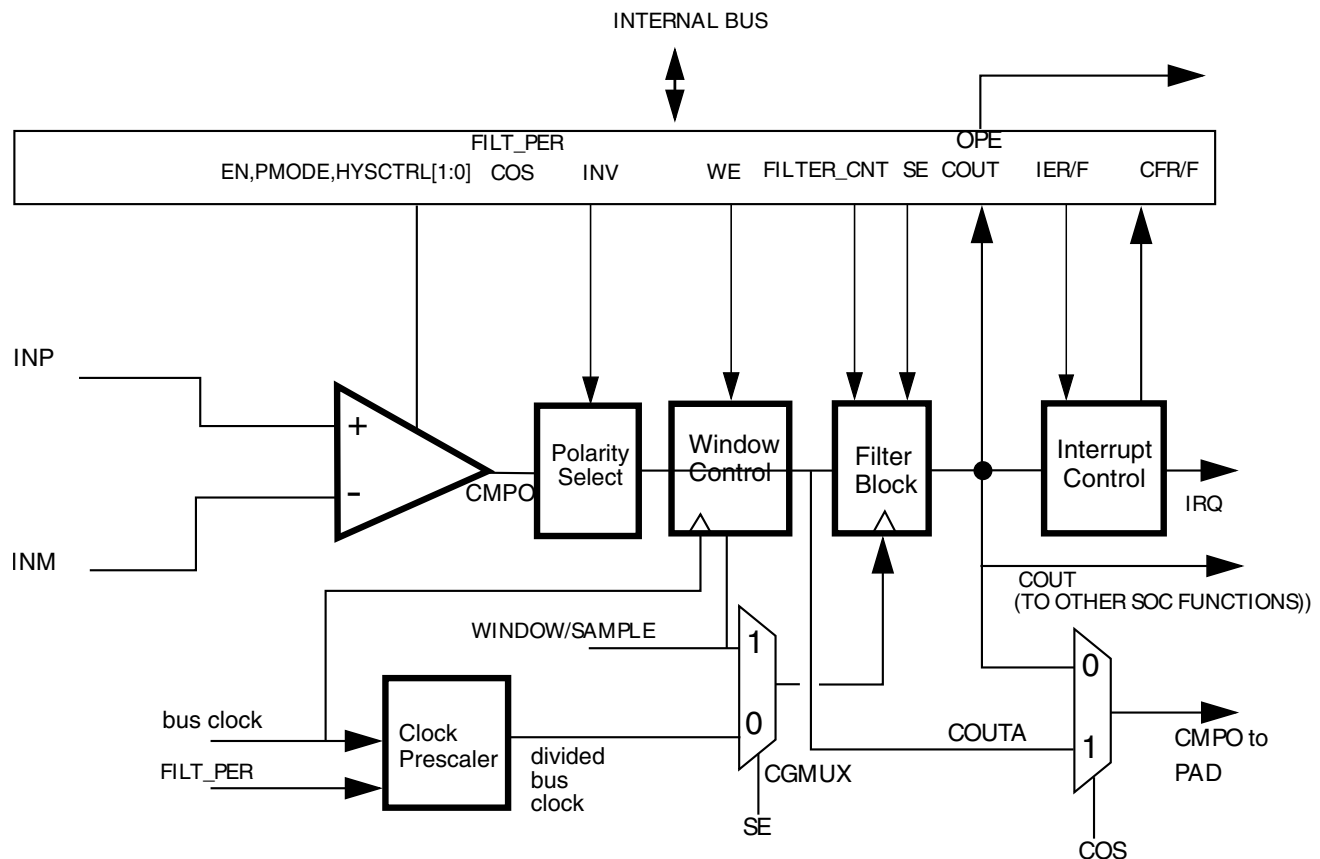 INTERNAL BUS
FILT_PER
OPE
EN,PMODE,HYSCTRL[1:0]
COS
INV
WE
FILTER_CNT
SE
COUT
IER/F
CFR/F
INP
+
-
INM
CMPO
Polarity
Select
Window
Control
Filter
Block
Interrupt
Control
IRQ
COUT
(TO OTHER SOC FUNCTIONS))
WINDOW/SAMPLE
1
0
CGMUX
SE
bus clock
FILT_PER
Clock
Prescaler
divided
bus
clock
COUTA
0
1
CMPO to
PAD
COS